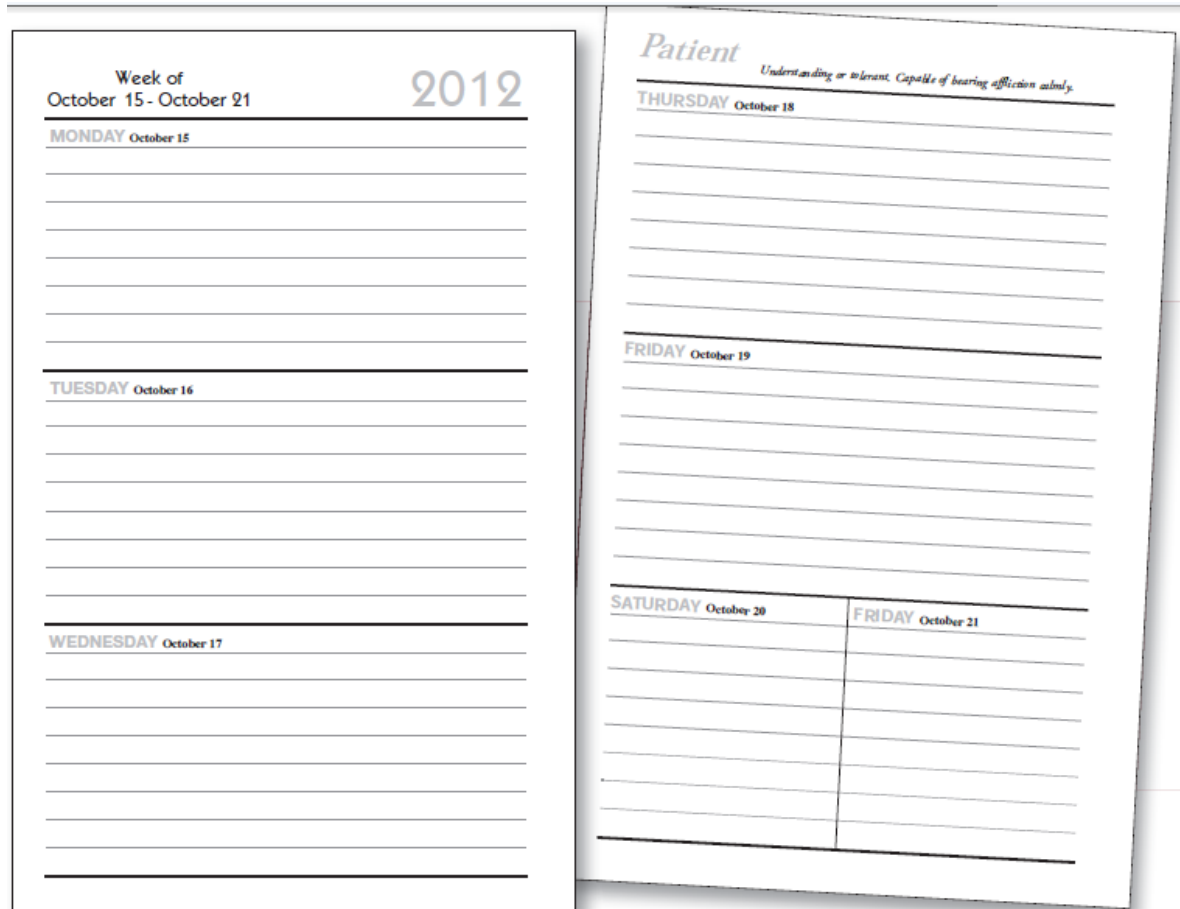 Week of
October 15 - October 21
2012
MONDAY October 15
TUESDAY October 16
WEDNESDAY October 17
Patient
Understanding or tolerant. Capable of bearing affliction calmly.
THURSDAY October 18
FRIDAY October 19
SATURDAY October 20
FRIDAY October 21